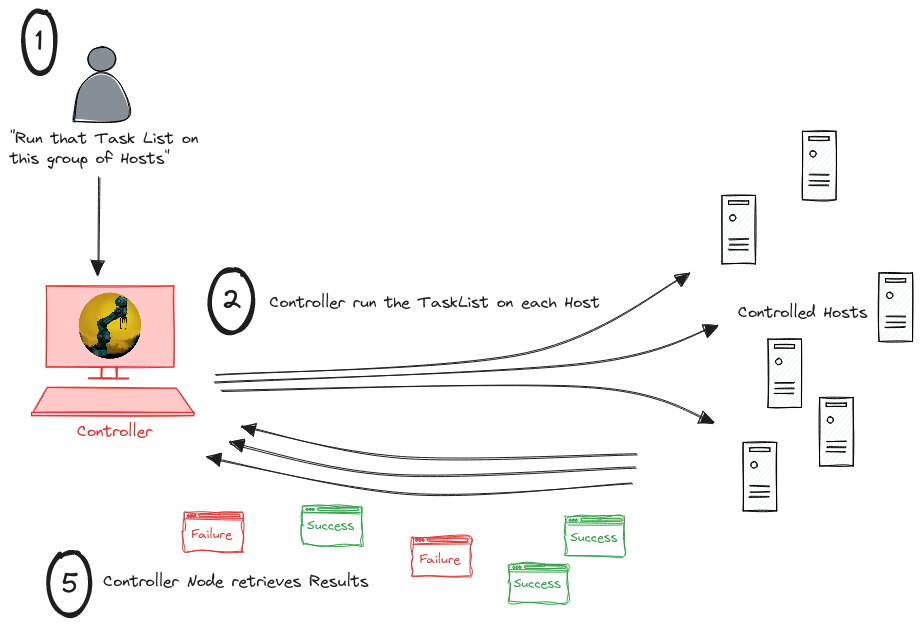 1
"Run that Task List on
this group of Hosts"
2
Controller run the TaskList on each Host
Controlled Hosts
Controller
Failure
Success
Failure
Success
Success
5
Controller Node retrieves Results